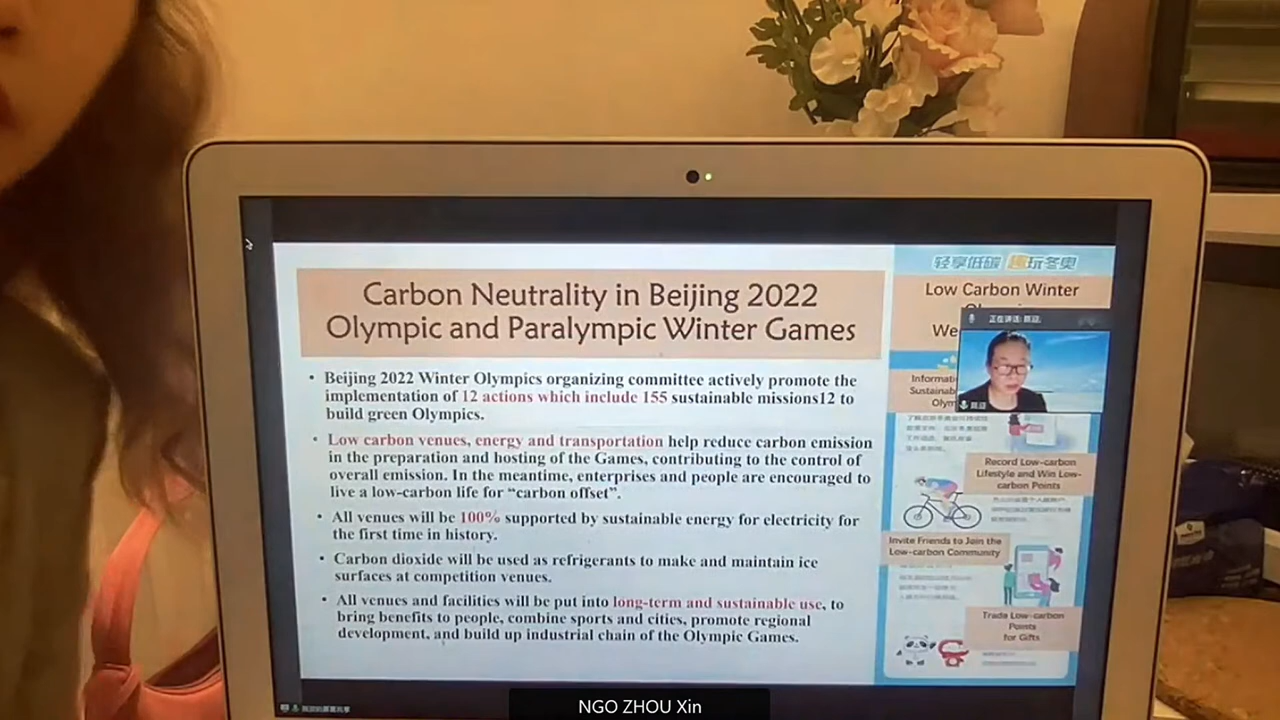 Carbon Neutrality in Beijing 2022
Olympic and Paralympic Winter Games
• Beijing 2022 Winter Olympics organizing committee actively promote the
implementation of 12 actions which include 155 sustainable missions12 to
build green Olympics.
• Low carbon venues, energy and transportation help reduce carbon emission
in the preparation and hosting of the Games, contributing to the control of
overall emission. In the meantime, enterprises and people are encouraged to
live a low-carbon life for “carbon offset”.
• All venues will be 100% supported by sustainable energy for electricity for
the first time in history.
• Carbon dioxide will be used as refrigerants to make and maintain ice
surfaces at competition venues.
• All venues and facilities will be put into long-term and sustainable use, to
bring benefits to people, combine sports and cities, promote regional
development, and build up industrial chain of the Olympic Games.
轻享低碳 趣玩冬奥
Low Carbon Winter
We
正在讲话:
Informat
Sustainab
Olym
Record Low-carbon
Lifestyle and Win Low-
carbon Points
Invite Friends to Join the
Low-carbon Community
Trade Low-carbon
Points
for Gifts
NGO ZHOU Xin